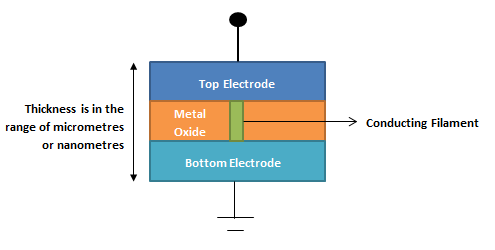 Top Electrode
Thickness is in the
range of micrometres
or nanometres
Metal
Oxide
Conducting Filament
Bottom Electrode